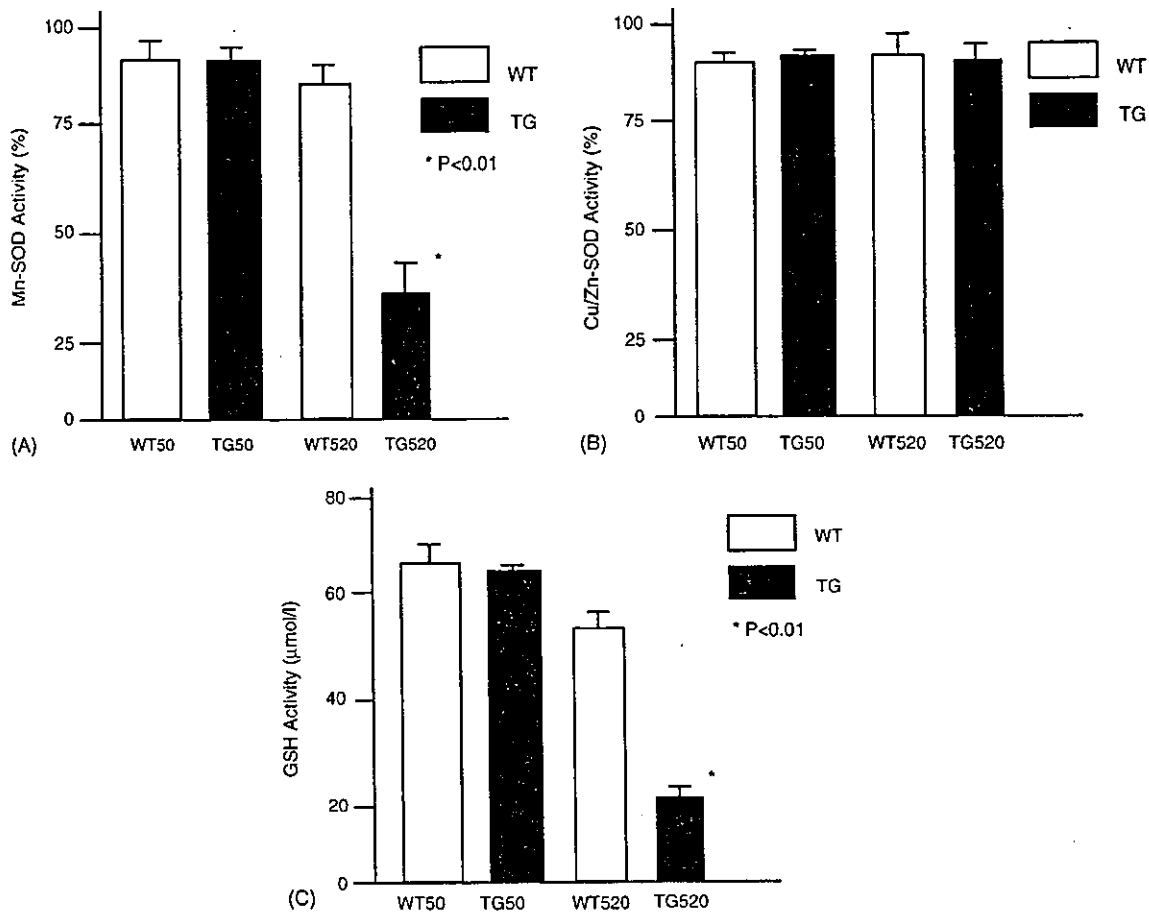 100
75
50
25
0
Mn-SOD Activity (%)
WT
TG
* P<0.01
*
WT50 TG50 WT520 TG520
(A)
100
75
50
25
0
Cu/Zn-SOD Activity (%)
WT
TG
WT50 TG50 WT520 TG520
(B)
80
60
40
20
0
GSH Activity (μmol/l)
WT
TG
* P<0.01
*
WT50 TG50 WT520 TG520
(C)